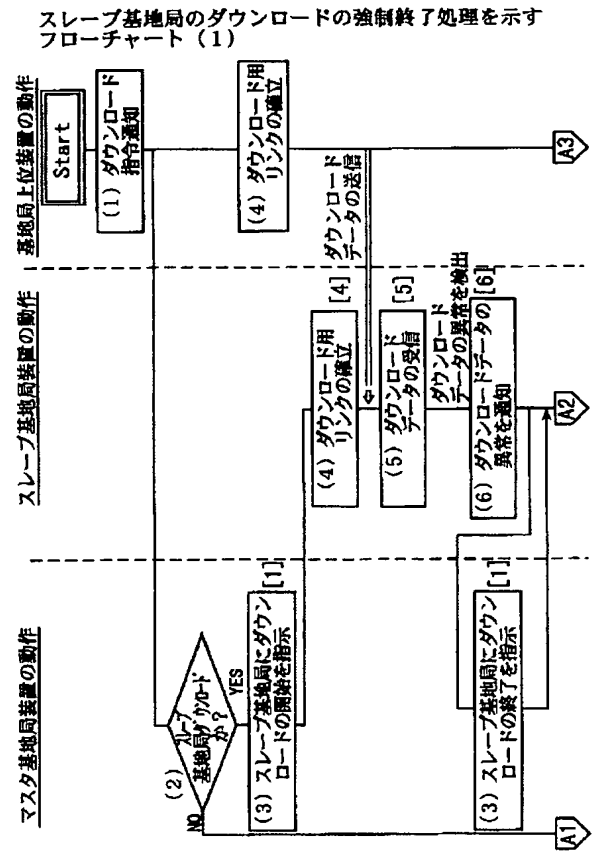 スレーブ基地局のダウンロードの強制終了処理を示す
フローチャート（1）
基地局上位装置の動作
Start
(1) ダウンロード
指令通知
(4) ダウンロード用
リンクの確立
ダウンロード
データの送信
A3
スレーブ基地局装置の動作
(4) ダウンロード用
リンクの確立
[4]
(5) ダウンロード
データの受信
[5]
ダウンロード
データの異常を検出
(6) ダウンロードデータの
異常を通知
[6]
A2
マスタ基地局装置の動作
(2)
スレーブ
基地局ダウンロード
か?
NO
YES
(3) スレーブ基地局にダウン
ロードの開始を指示
[1]
(3) スレーブ基地局にダウン
ロードの終了を指示
[1]
A1